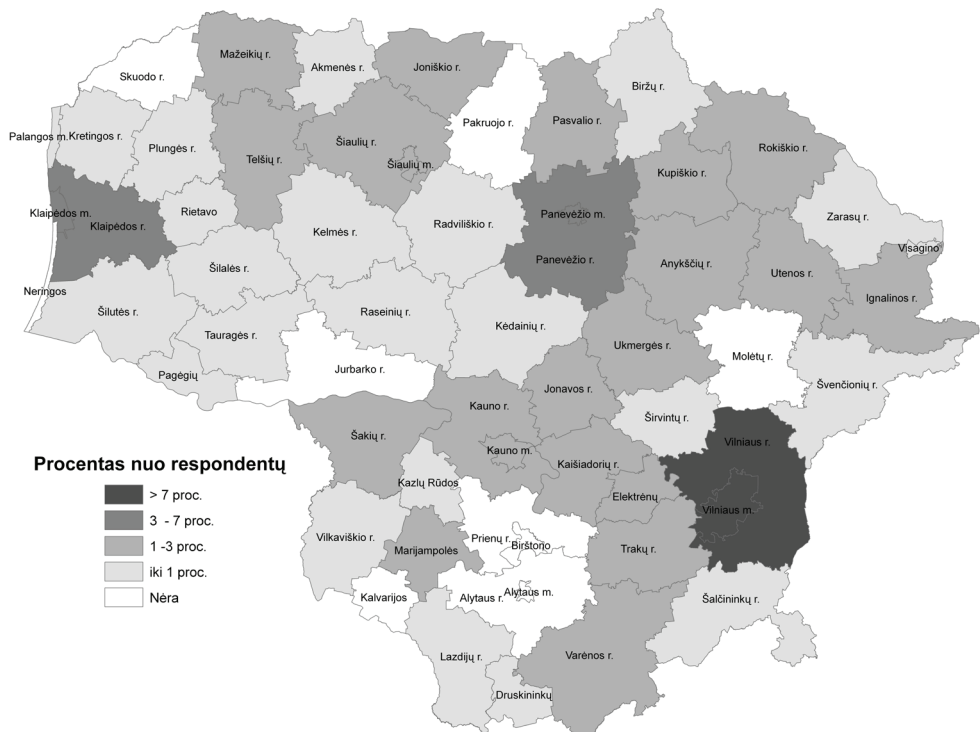 Skuodo r.
Mažeikių r.
Akmenės r.
Joniškio r.
Pakruojo r.
Biržų r.
Pasvalio r.
Palangos m.
Kretingos r.
Plungės r.
Telšių r.
Šiaulių r.
Šiaulių m.
Rokiškio r.
Kupiškio r.
Klaipėdos m.
Klaipėdos r.
Rietavo
Kelmės r.
Radviliškio r.
Panevėžio m.
Panevėžio r.
Zarasų r.
Visagino
Anykščių r.
Utenos r.
Ignalinos r.
Neringos
Šilutės r.
Šilalės r.
Tauragės r.
Raseinių r.
Kėdainių r.
Pagėgių
Jurbarko r.
Ukmergės r.
Molėtų r.
Švenčionių r.
Jonavos r.
Kauno r.
Kauno m.
Širvintų r.
Šakių r.
Kaišiadorių r.
Vilniaus r.
Kazlų Rūdos
Elektrėnų
Vilniaus m.
Vilkaviškio r.
Marijampolės
Prienų r.
Birštono
Trakų r.
Kalvarijos
Alytaus r.
Alytaus m.
Šalčininkų r.
Lazdijų r.
Varėnos r.
Druskininkų
Procentas nuo respondentų
> 7 proc.
3 - 7 proc.
1 -3 proc.
iki 1 proc.
Nėra